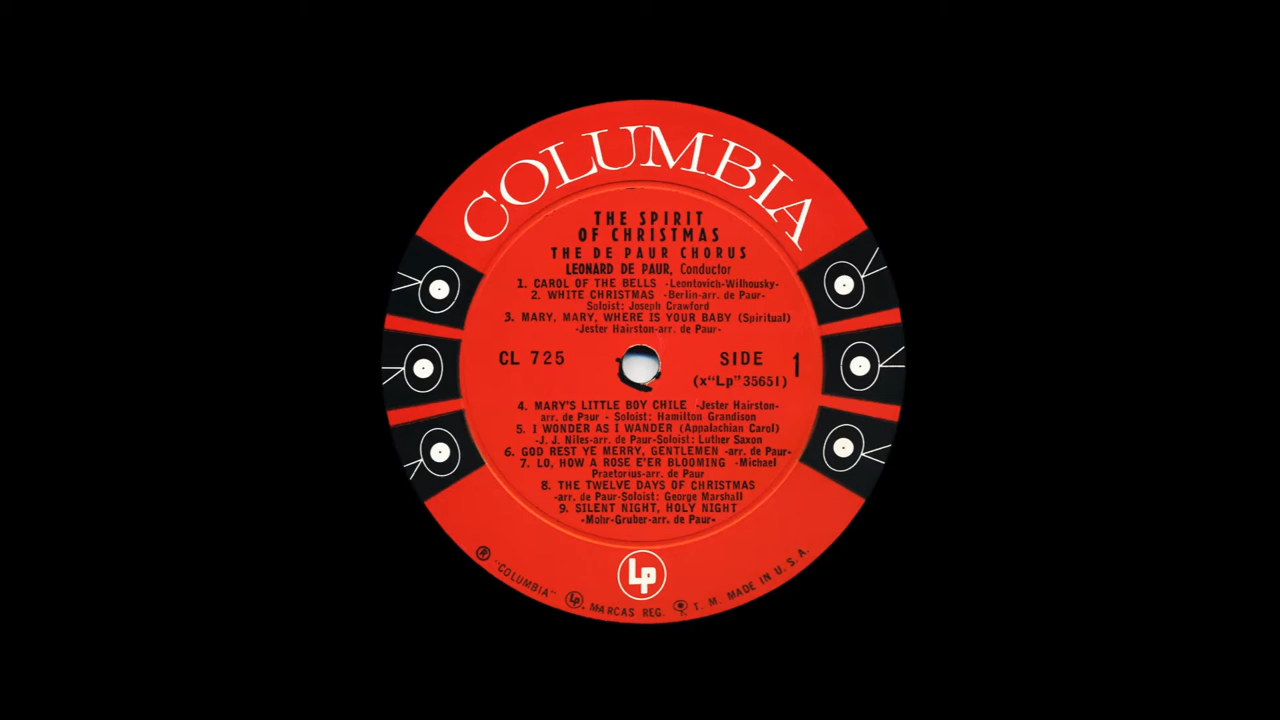 COLUMBIA
THE SPIRIT
OF CHRISTMAS
THE DE PAUR CHORUS
LEONARD DE PAUR, Conductor
1. CAROL OF THE BELLS -Leontovich-Wilhousky-
2. WHITE CHRISTMAS -Berlin-arr. de Paur-
Soloist: Joseph Crawford
3. MARY, MARY, WHERE IS YOUR BABY (Spiritual)
-Jester Hairston-arr. de Paur-
CL 725
SIDE 1
(x"Lp"35651)
4. MARY'S LITTLE BOY CHILE -Jester Hairston-
arr. de Paur - Soloist: Hamilton Grandison
5. I WONDER AS I WANDER (Appalachian Carol)
-J. J. Niles-arr. de Paur-Soloist: Luther Saxon
6. GOD REST YE MERRY, GENTLEMEN -arr. de Paur-
7. LO, HOW A ROSE E'ER BLOOMING -Michael
Praetorius-arr. de Paur
8. THE TWELVE DAYS OF CHRISTMAS
-arr. de Paur-Soloist: George Marshall
9. SILENT NIGHT, HOLY NIGHT
-Mohr-Gruber-arr. de Paur-
LP
® "COLUMBIA" LP, MARCAS REG. T. M. MADE IN U. S. A.